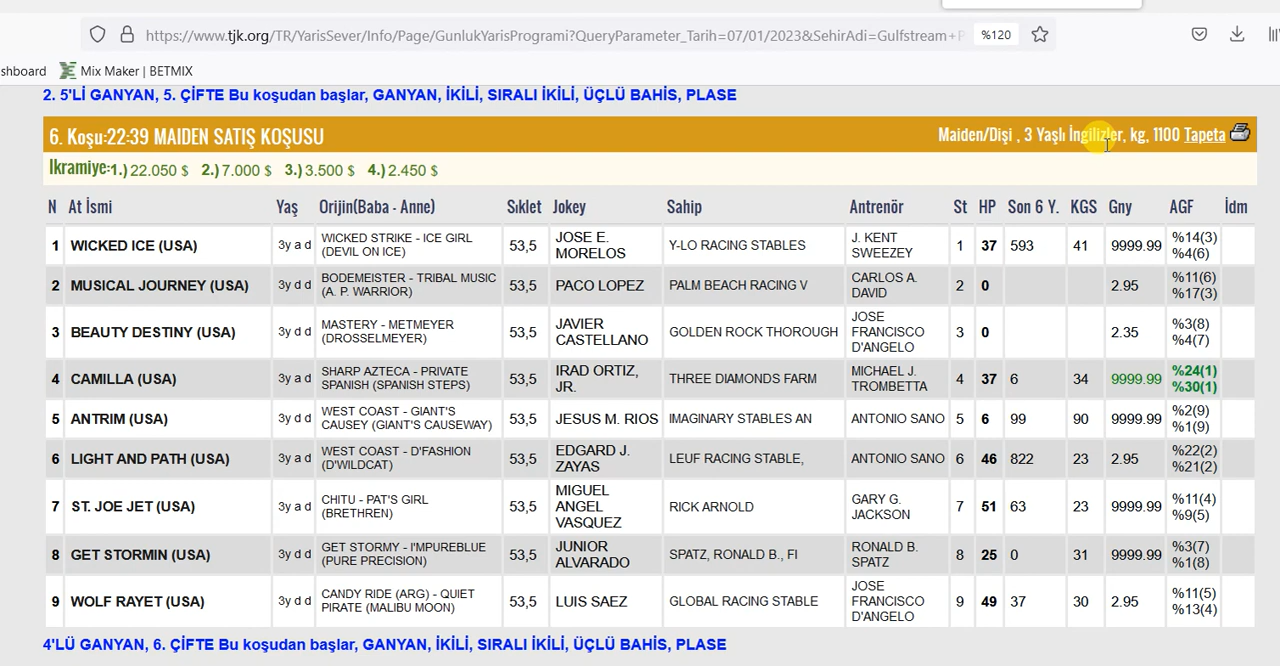 https://www.tjk.org/TR/YarisSever/Info/Page/GunlukYarisProgrami?QueryParameter_Tarih=07/01/2023&SehirAdi=Gulfstream+P
%120
shboard Mix Maker | BETMIX
2. 5'Lİ GANYAN, 5. ÇİFTE Bu koşudan başlar, GANYAN, İKİLİ, SIRALI İKİLİ, ÜÇLÜ BAHİS, PLASE
6. Koşu:22:39 MAIDEN SATIŞ KOŞUSU Maiden/Dişi , 3 Yaşlı İngilizler, kg, 1100 Tapeta
Ikramiye:1.) 22.050 $ 2.) 7.000 $ 3.) 3.500 $ 4.) 2.450 $
N At İsmi Yaş Orijin(Baba - Anne) Sıklet Jokey Sahip Antrenör St HP Son 6 Y. KGS Gny AGF İdm
1 WICKED ICE (USA) 3y a d WICKED STRIKE - ICE GIRL (DEVIL ON ICE) 53,5 JOSE E. MORELOS Y-LO RACING STABLES J. KENT SWEEZEY 1 37 593 41 9999.99 %14(3) %4(6)
2 MUSICAL JOURNEY (USA) 3y d d BODEMEISTER - TRIBAL MUSIC (A. P. WARRIOR) 53,5 PACO LOPEZ PALM BEACH RACING V CARLOS A. DAVID 2 0 2.95 %11(6) %17(3)
3 BEAUTY DESTINY (USA) 3y d d MASTERY - METMEYER (DROSSELMEYER) 53,5 JAVIER CASTELLANO GOLDEN ROCK THOROUGH JOSE FRANCISCO D'ANGELO 3 0 2.35 %3(8) %4(7)
4 CAMILLA (USA) 3y a d SHARP AZTECA - PRIVATE SPANISH (SPANISH STEPS) 53,5 IRAD ORTIZ, JR. THREE DIAMONDS FARM MICHAEL J. TROMBETTA 4 37 6 34 9999.99 %24(1) %30(1)
5 ANTRIM (USA) 3y d d WEST COAST - GIANT'S CAUSEY (GIANT'S CAUSEWAY) 53,5 JESUS M. RIOS IMAGINARY STABLES AN ANTONIO SANO 5 6 99 90 9999.99 %2(9) %1(9)
6 LIGHT AND PATH (USA) 3y a d WEST COAST - D'FASHION (D'WILDCAT) 53,5 EDGARD J. ZAYAS LEUF RACING STABLE, ANTONIO SANO 6 46 822 23 2.95 %22(2) %21(2)
7 ST. JOE JET (USA) 3y a d CHITU - PAT'S GIRL (BRETHREN) 53,5 MIGUEL ANGEL VASQUEZ RICK ARNOLD GARY G. JACKSON 7 51 63 23 9999.99 %11(4) %9(5)
8 GET STORMIN (USA) 3y d d GET STORMY - I'MPUREBLUE (PURE PRECISION) 53,5 JUNIOR ALVARADO SPATZ, RONALD B., FI RONALD B. SPATZ 8 25 0 31 9999.99 %3(7) %1(8)
9 WOLF RAYET (USA) 3y d d CANDY RIDE (ARG) - QUIET PIRATE (MALIBU MOON) 53,5 LUIS SAEZ GLOBAL RACING STABLE JOSE FRANCISCO D'ANGELO 9 49 37 30 2.95 %11(5) %13(4)
4'LÜ GANYAN, 6. ÇİFTE Bu koşudan başlar, GANYAN, İKİLİ, SIRALI İKİLİ, ÜÇLÜ BAHİS, PLASE